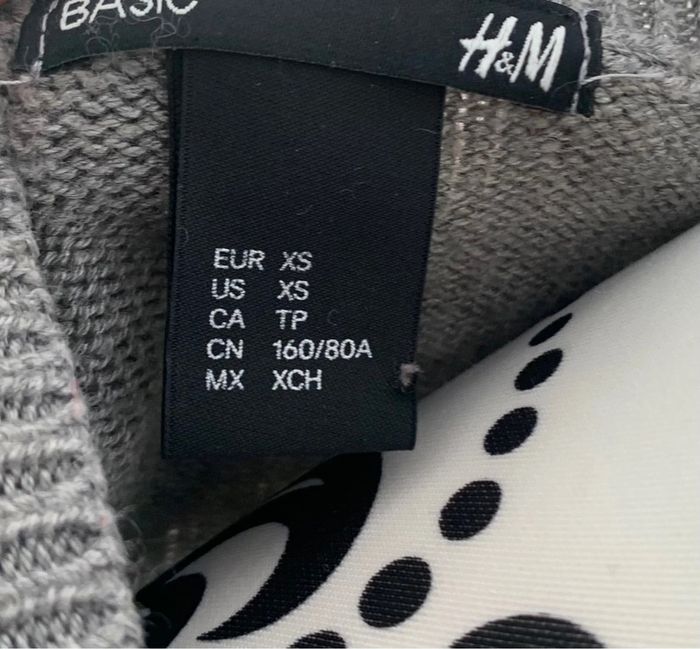 BASIC
H&M
EUR XS
US XS
CA TP
CN 160/80A
MX XCH